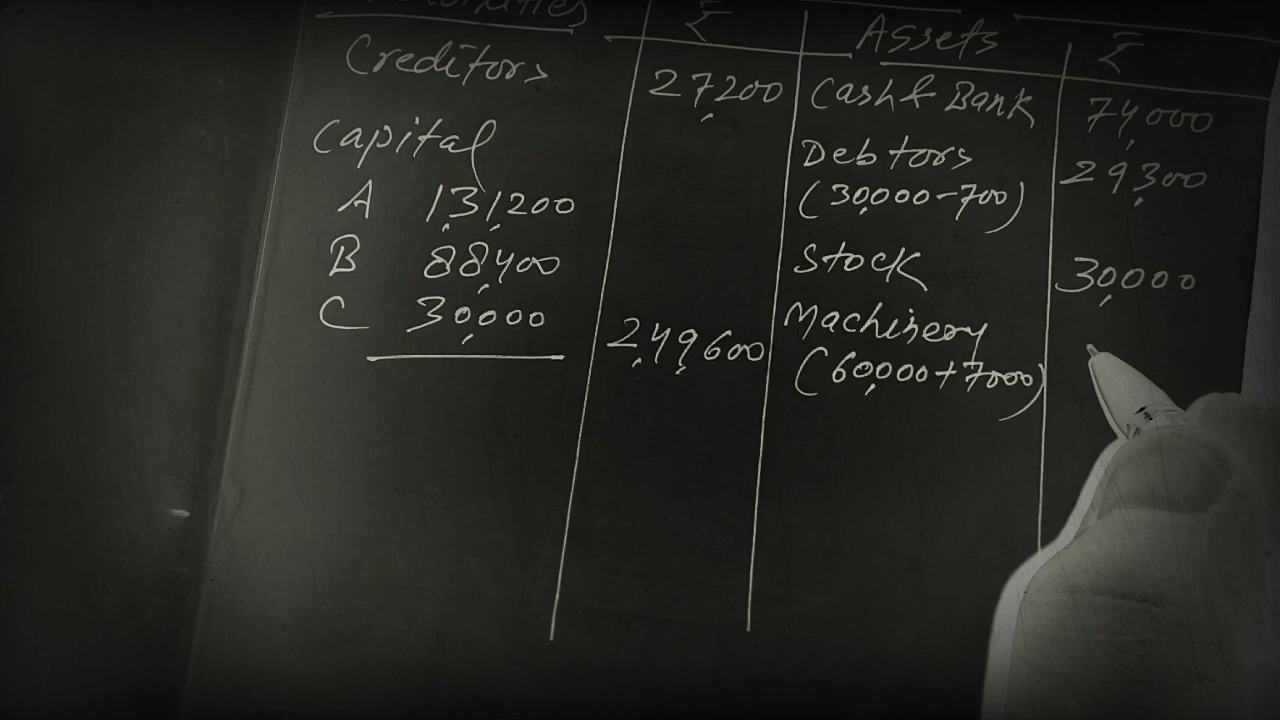 ₹ Assets ₹
Creditors 27,200 Cash & Bank 74,000
Capital Debtors 29,300
A 1,31,200 (30,000-700)
B 88,400 Stock 30,000
C 30,000 2,49,600 Machinery
(60,000+7000)